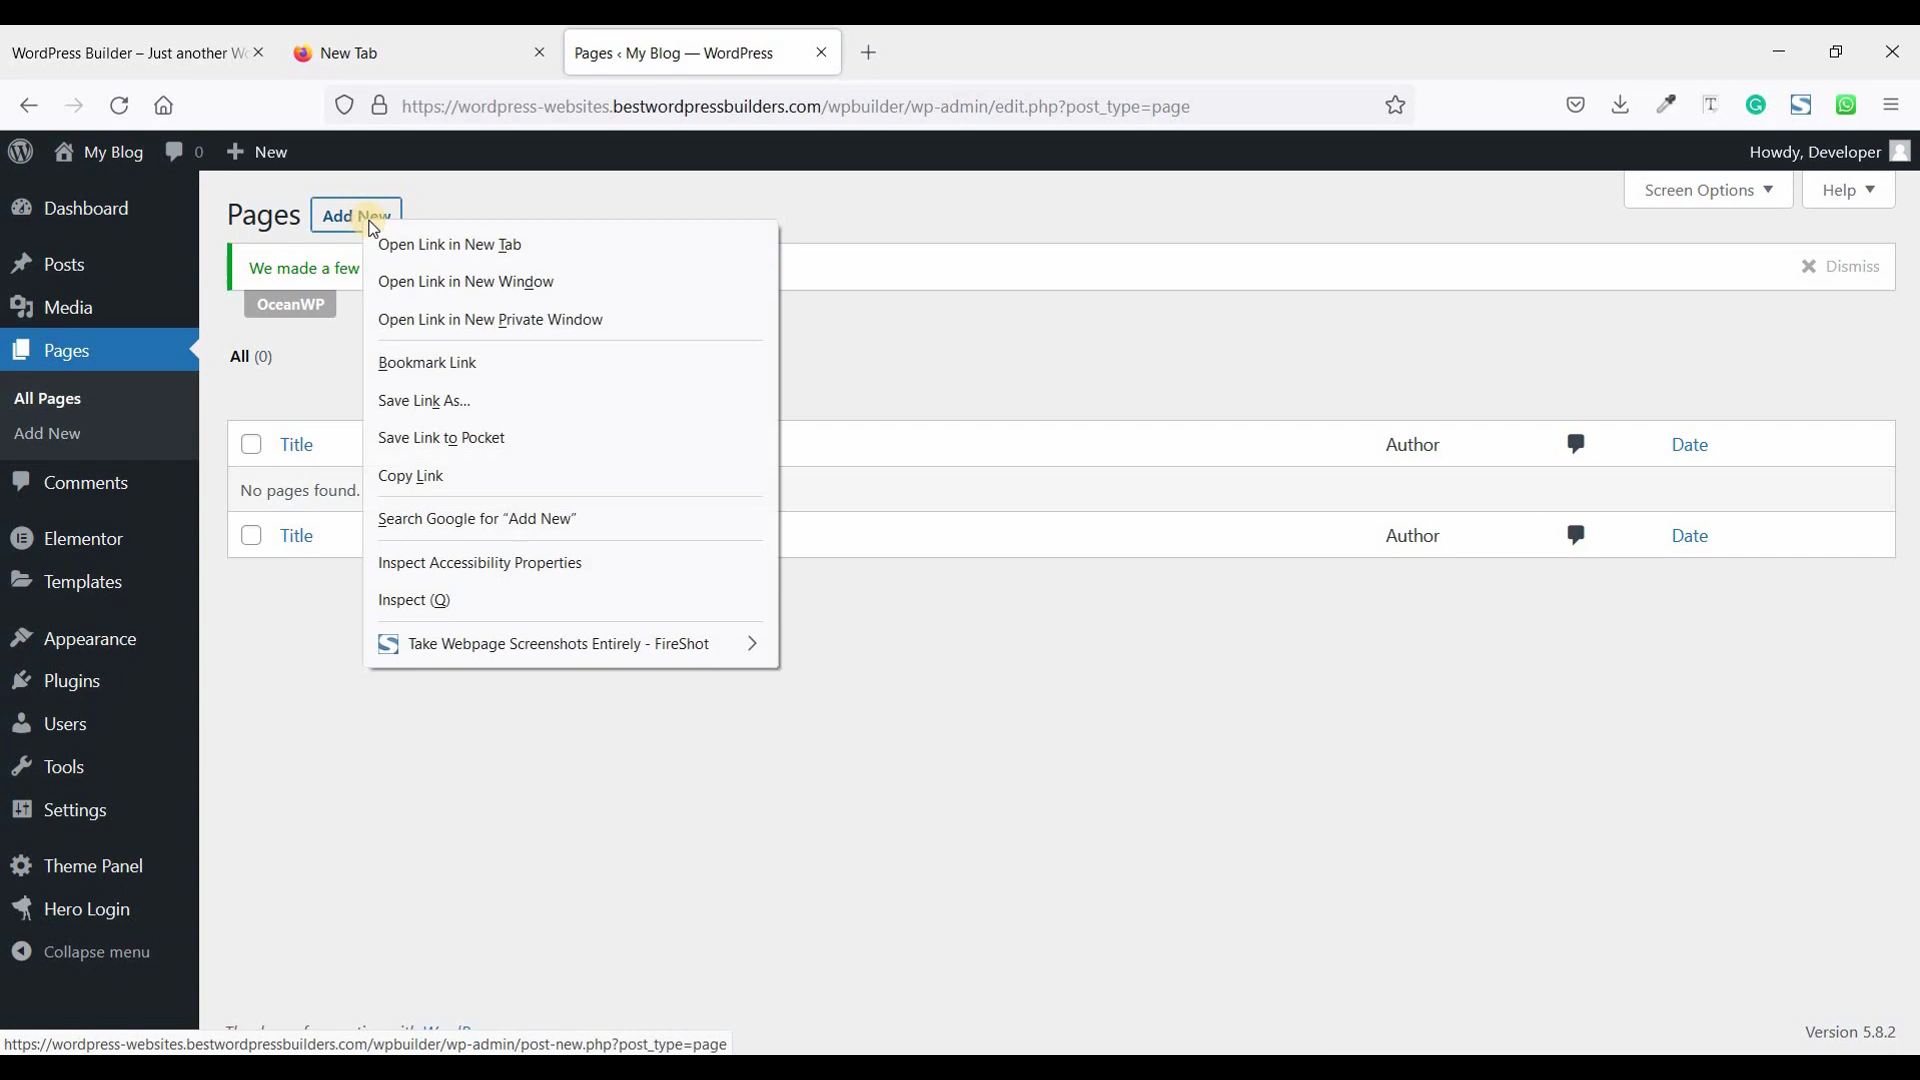 WordPress Builder – Just another Wo
New Tab
Pages ‹ My Blog — WordPress
https://wordpress-websites.bestwordpressbuilders.com/wpbuilder/wp-admin/edit.php?post_type=page
My Blog
0
New
Howdy, Developer
Dashboard
Posts
Media
Pages
All Pages
Add New
Comments
Elementor
Templates
Appearance
Plugins
Users
Tools
Settings
Theme Panel
Hero Login
Collapse menu
Pages
Add New
Screen Options
Help
We made a few
Dismiss
OceanWP
All (0)
Title
Author
Date
No pages found.
Title
Author
Date
Open Link in New Tab
Open Link in New Window
Open Link in New Private Window
Bookmark Link
Save Link As...
Save Link to Pocket
Copy Link
Search Google for “Add New”
Inspect Accessibility Properties
Inspect (Q)
Take Webpage Screenshots Entirely - FireShot
Version 5.8.2
https://wordpress-websites.bestwordpressbuilders.com/wpbuilder/wp-admin/post-new.php?post_type=page